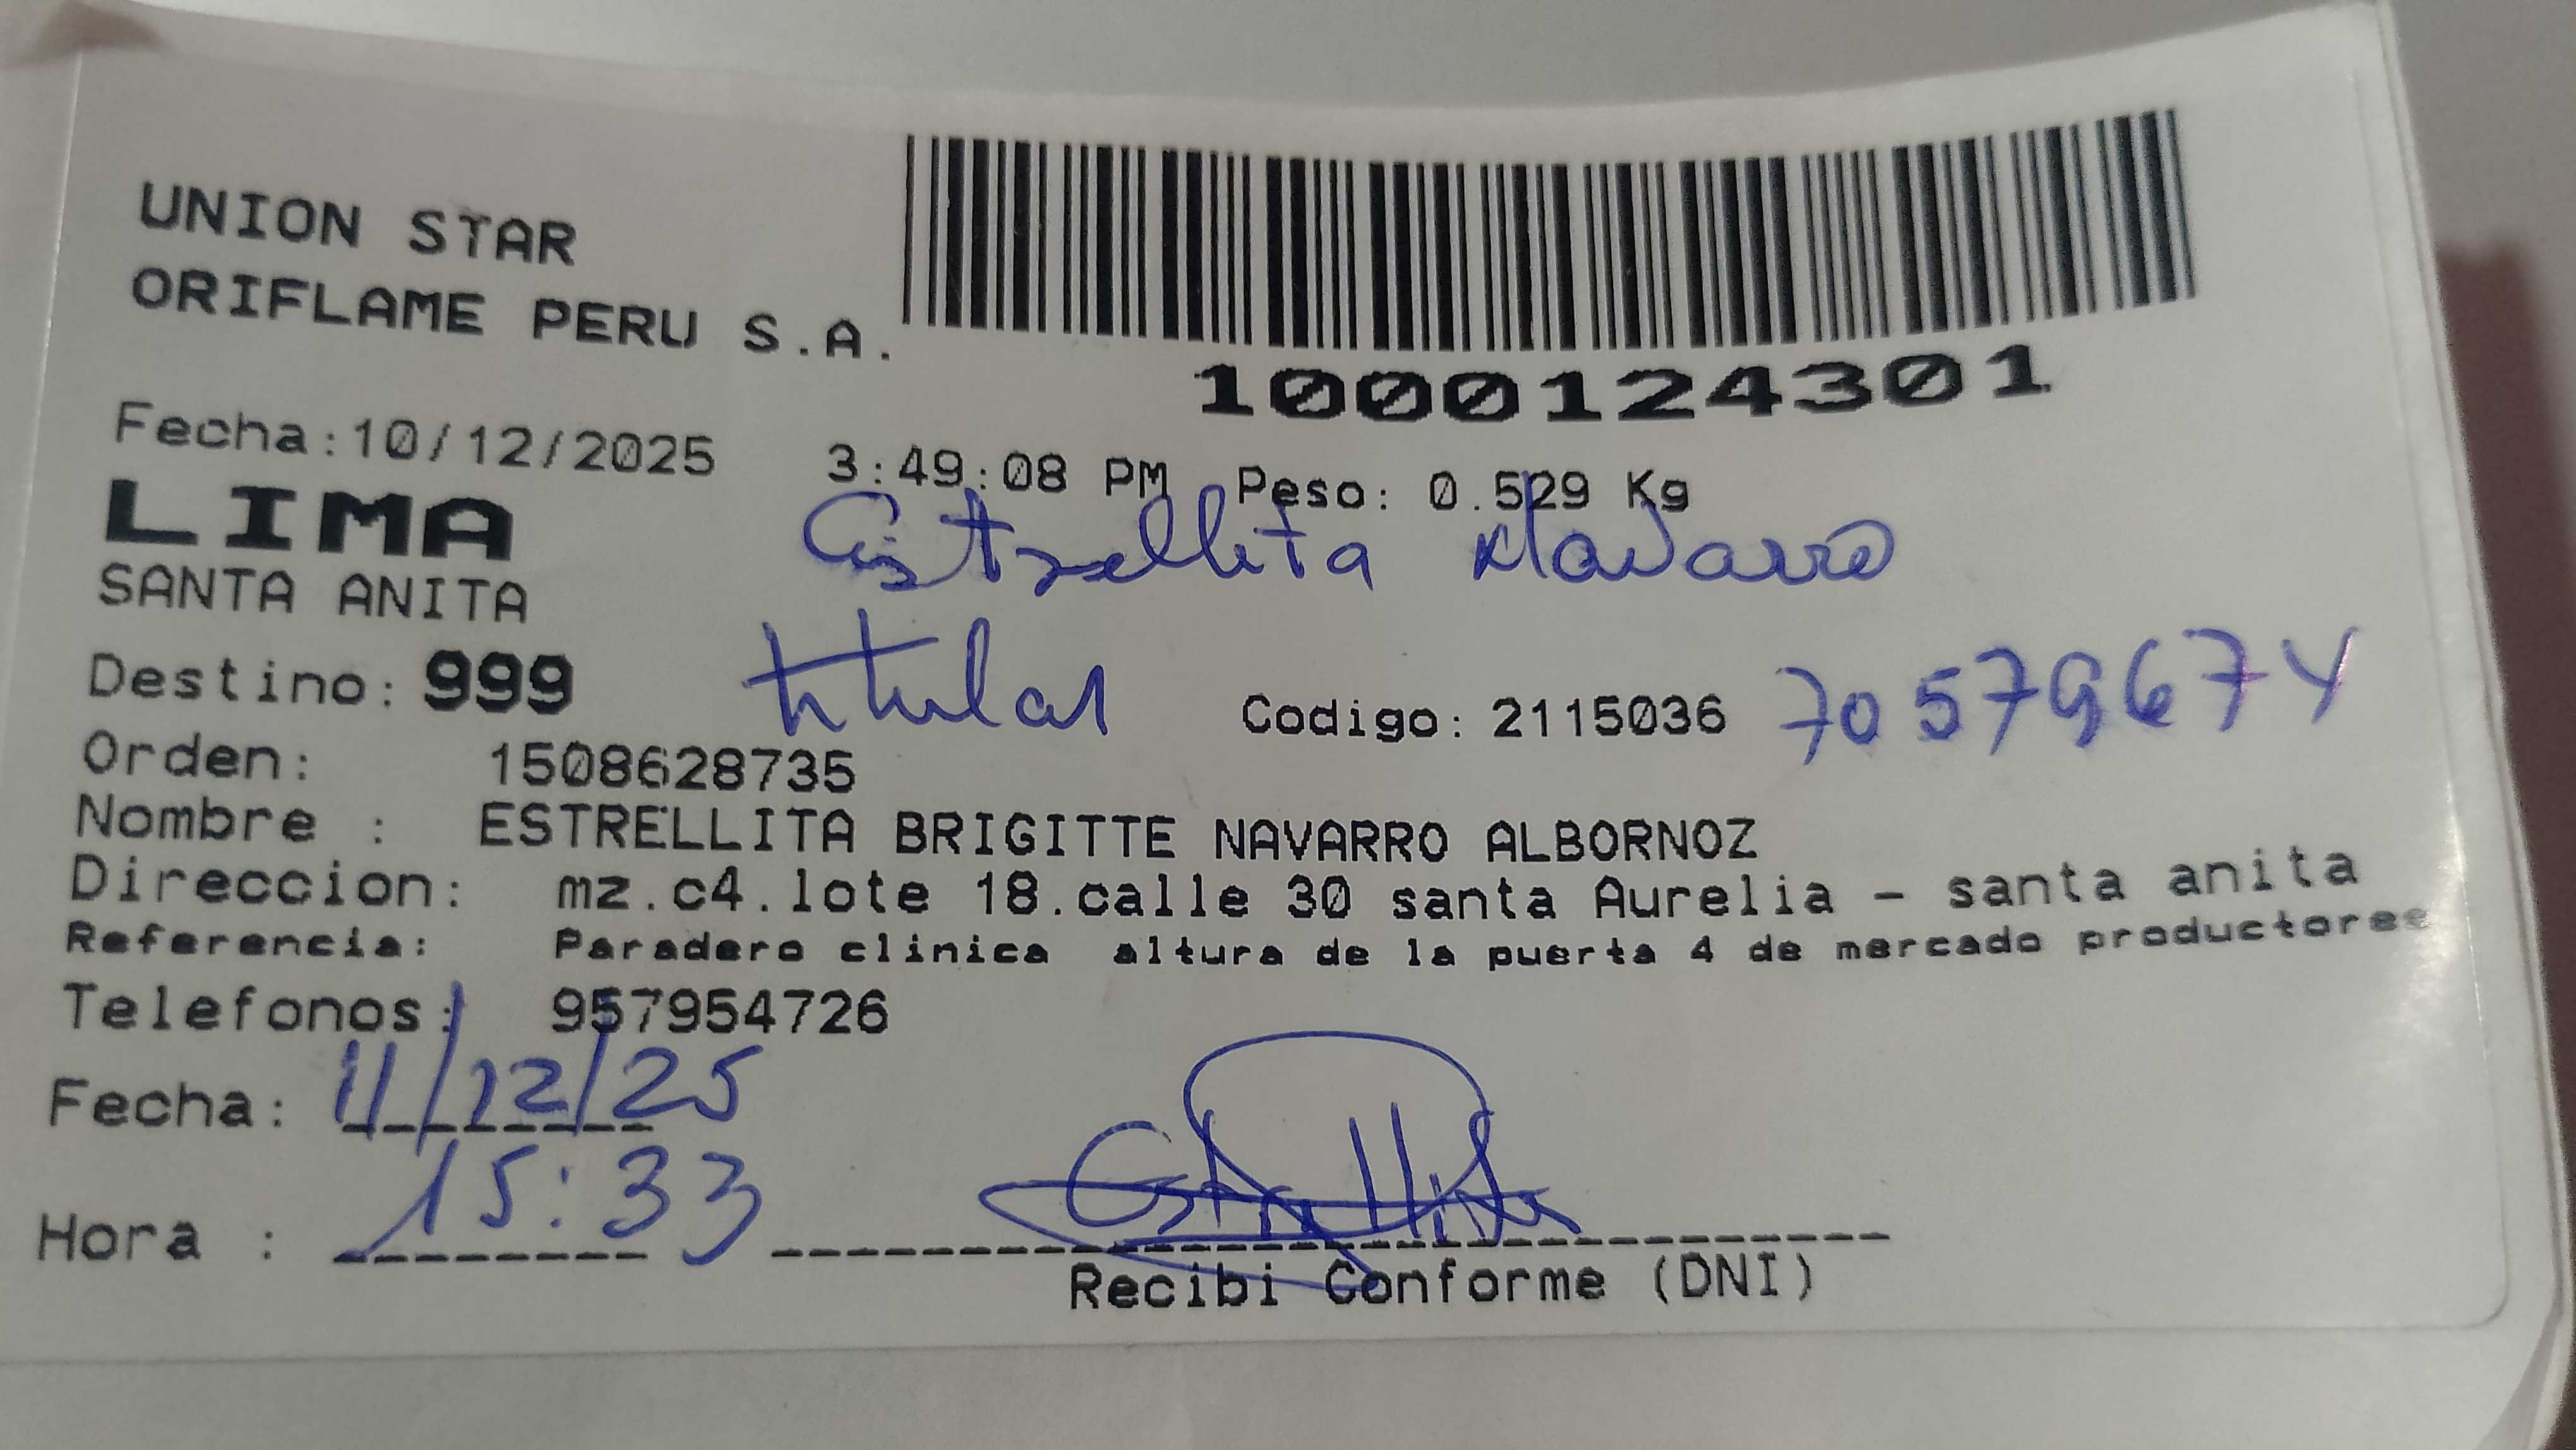 UNION STAR
ORIFLAME PERU S.A.
1000124301
Fecha:10/12/2025 3:49:08 PM Peso: 0.529 Kg
LIMA
Estrellita Navarro
SANTA ANITA
Destino: 999 titular
Codigo: 2115036 70579674
Orden: 1508628735
Nombre : ESTRELLITA BRIGITTE NAVARRO ALBORNOZ
Direccion: mz.c4.lote 18.calle 30 santa Aurelia - santa anita
Referencia: Paradero clinica altura de la puerta 4 de mercado productores
Telefonos: 957954726
Fecha: 11/12/25
Hora : 15:33
Estrellita
Recibi Conforme (DNI)